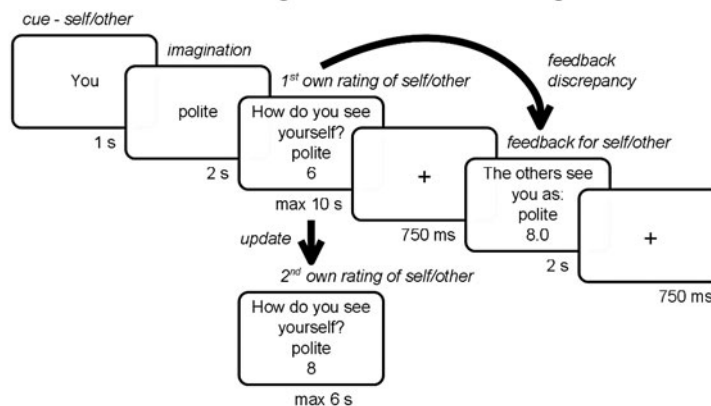 cue - self/other
You
1 s
imagination
polite
2 s
1st own rating of self/other
How do you see
yourself?
polite
6
max 10 s
+
750 ms
feedback
discrepancy
feedback for self/other
The others see
you as:
polite
8.0
2 s
+
750 ms
update
2nd own rating of self/other
How do you see
yourself?
polite
8
max 6 s